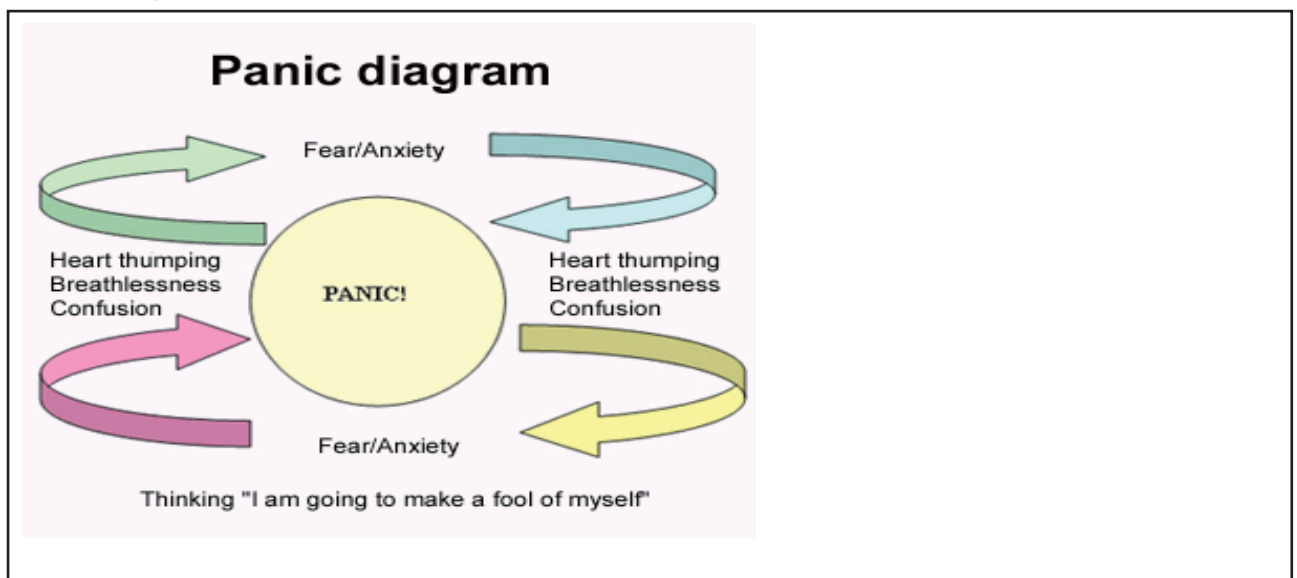 Panic diagram
Fear/Anxiety
Heart thumping
Breathlessness
Confusion
PANIC!
Heart thumping
Breathlessness
Confusion
Fear/Anxiety
Thinking "I am going to make a fool of myself"